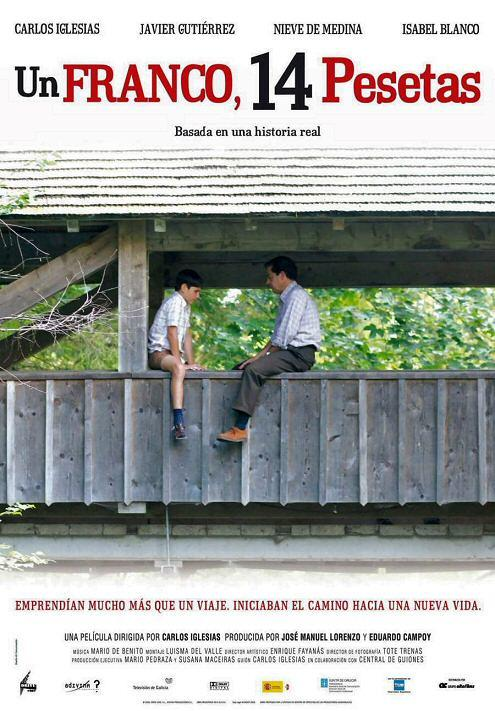 CARLOS IGLESIAS JAVIER GUTIÉRREZ NIEVE DE MEDINA ISABEL BLANCO
Un FRANCO, 14 Pesetas
Basada en una historia real
EMPRENDÍAN MUCHO MÁS QUE UN VIAJE. INICIABAN EL CAMINO HACIA UNA NUEVA VIDA.
UNA PELÍCULA DIRIGIDA POR CARLOS IGLESIAS PRODUCIDA POR JOSÉ MANUEL LORENZO Y EDUARDO CAMPOY
MÚSICA MARIO DE BENITO MONTAJE LUISMA DEL VALLE DIRECTOR ARTÍSTICO ENRIQUE FAYANÁS DIRECTOR DE FOTOGRAFÍA TOTE TRENAS
PRODUCCIÓN EJECUTIVA MARIO PEDRAZA Y SUSANA MACEIRAS GUIÓN CARLOS IGLESIAS EN COLABORACIÓN CON CENTRAL DE GUIONES
Televisión de Galicia